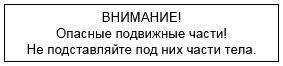 ВНИМАНИЕ!
Опасные подвижные части!
Не подставляйте под них части тела.